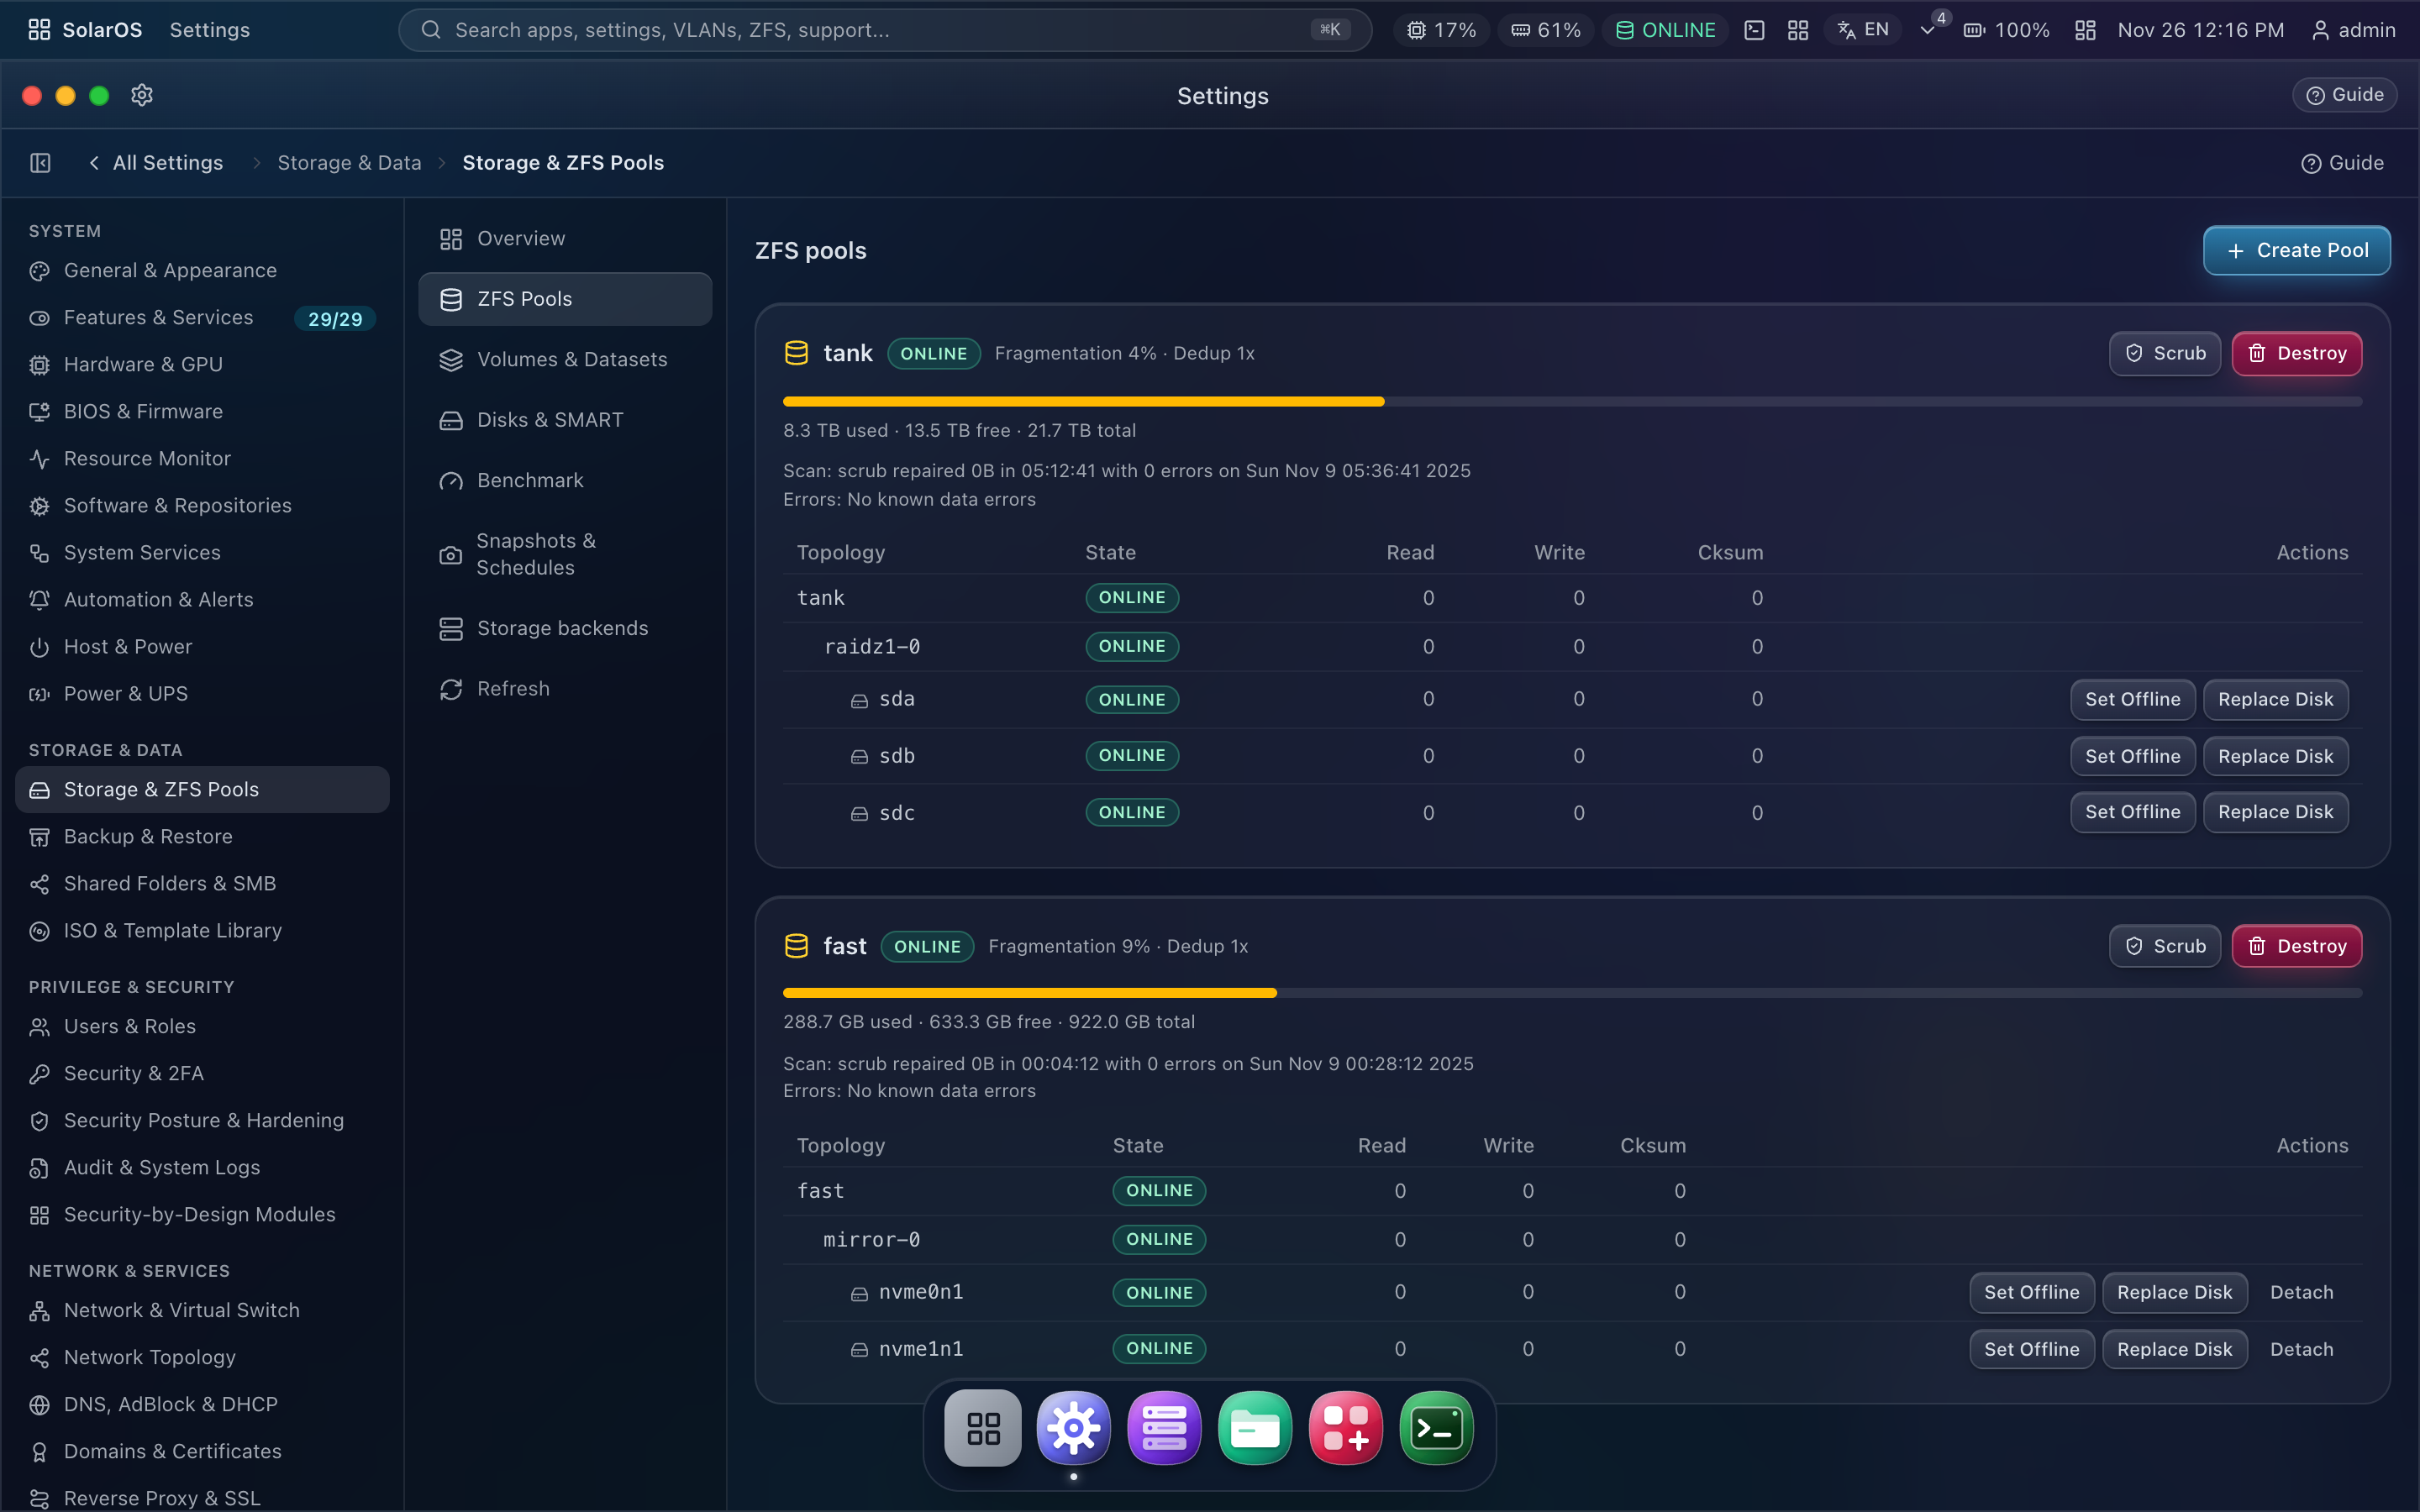 SolarOS Settings Search apps, settings, VLANs, ZFS, support... ⌘K 17% 61% ONLINE EN 4 100% Nov 26 12:16 PM admin
Settings Guide
All Settings Storage & Data Storage & ZFS Pools Guide
SYSTEM
General & Appearance
Features & Services 29/29
Hardware & GPU
BIOS & Firmware
Resource Monitor
Software & Repositories
System Services
Automation & Alerts
Host & Power
Power & UPS
STORAGE & DATA
Storage & ZFS Pools
Backup & Restore
Shared Folders & SMB
ISO & Template Library
PRIVILEGE & SECURITY
Users & Roles
Security & 2FA
Security Posture & Hardening
Audit & System Logs
Security-by-Design Modules
NETWORK & SERVICES
Network & Virtual Switch
Network Topology
DNS, AdBlock & DHCP
Domains & Certificates
Reverse Proxy & SSL
Overview
ZFS Pools
Volumes & Datasets
Disks & SMART
Benchmark
Snapshots &
Schedules
Storage backends
Refresh
ZFS pools Create Pool
tank ONLINE Fragmentation 4% · Dedup 1x Scrub Destroy
8.3 TB used · 13.5 TB free · 21.7 TB total
Scan: scrub repaired 0B in 05:12:41 with 0 errors on Sun Nov 9 05:36:41 2025
Errors: No known data errors
Topology State Read Write Cksum Actions
tank ONLINE 0 0 0
raidz1-0 ONLINE 0 0 0
sda ONLINE 0 0 0 Set Offline Replace Disk
sdb ONLINE 0 0 0 Set Offline Replace Disk
sdc ONLINE 0 0 0 Set Offline Replace Disk
fast ONLINE Fragmentation 9% · Dedup 1x Scrub Destroy
288.7 GB used · 633.3 GB free · 922.0 GB total
Scan: scrub repaired 0B in 00:04:12 with 0 errors on Sun Nov 9 00:28:12 2025
Errors: No known data errors
Topology State Read Write Cksum Actions
fast ONLINE 0 0 0
mirror-0 ONLINE 0 0 0
nvme0n1 ONLINE 0 0 0 Set Offline Replace Disk Detach
nvme1n1 ONLINE 0 0 0 Set Offline Replace Disk Detach